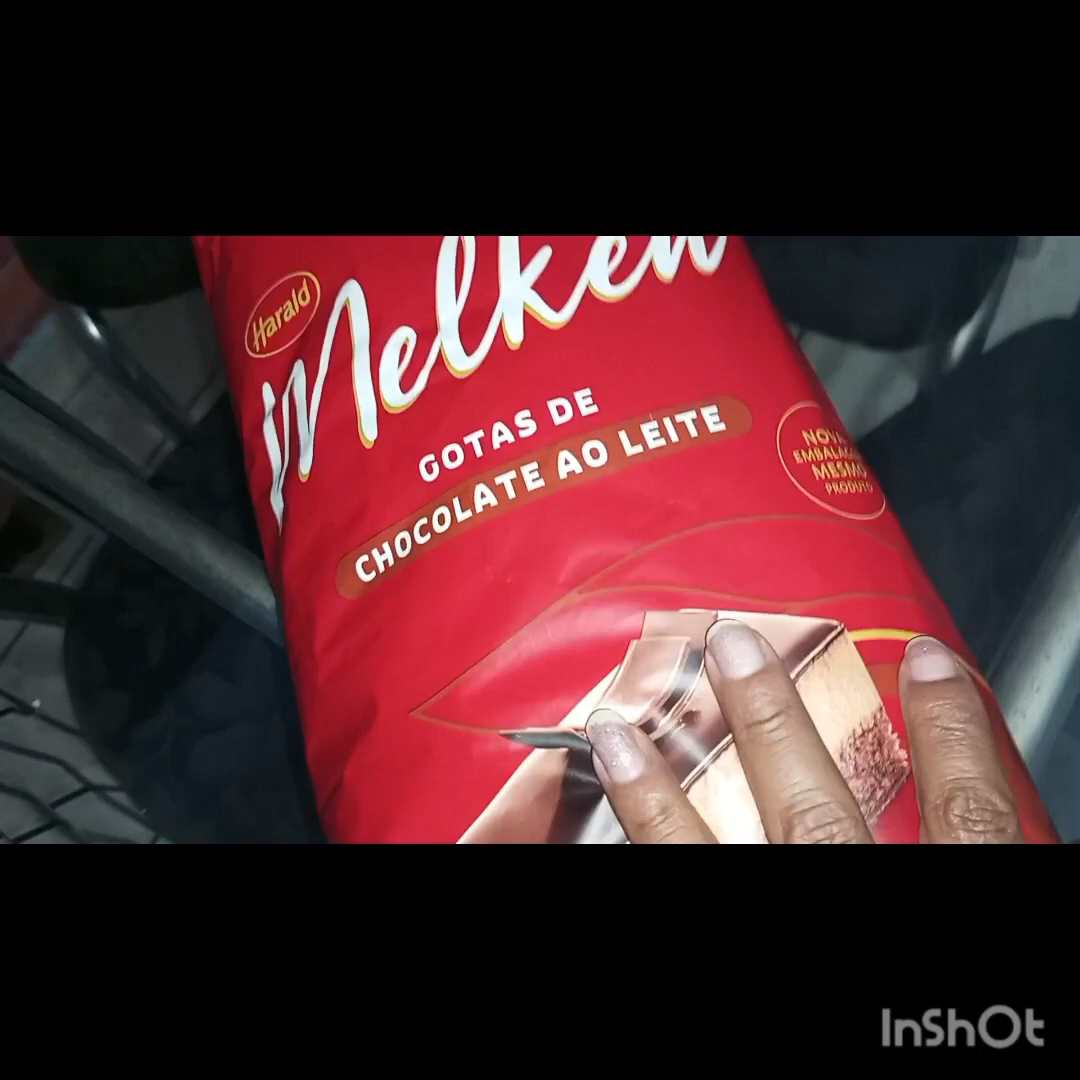 Harald
Melken
GOTAS DE
CHOCOLATE AO LEITE
NOVA
EMBALAGEM
MESMO
PRODUTO
InShOt